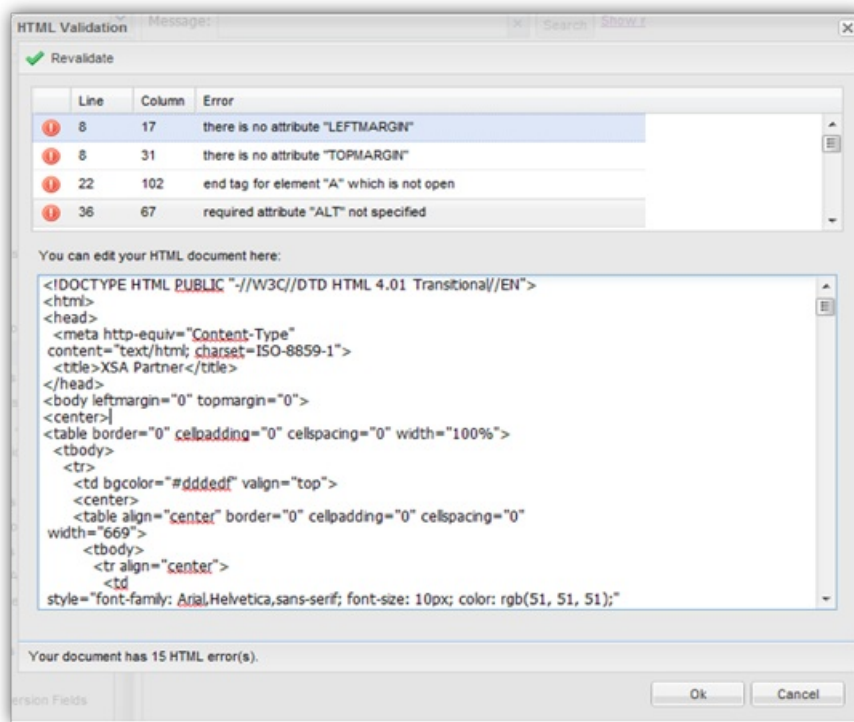 HTML Validation
Message:
Search
Show r
Revalidate
Line Column Error
8 17 there is no attribute "LEFTMARGIN"
8 31 there is no attribute "TOPMARGIN"
22 102 end tag for element "A" which is not open
36 67 required attribute "ALT" not specified
You can edit your HTML document here:
<!DOCTYPE HTML PUBLIC "-//W3C//DTD HTML 4.01 Transitional//EN">
<html>
<head>
<meta http-equiv="Content-Type"
content="text/html; charset=ISO-8859-1">
<title>XSA Partner</title>
</head>
<body leftmargin="0" topmargin="0">
<center>
<table border="0" cellpadding="0" cellspacing="0" width="100%">
<tbody>
<tr>
<td bgcolor="#dddedf" valign="top">
<center>
<table align="center" border="0" cellpadding="0" cellspacing="0"
width="669">
<tbody>
<tr align="center">
<td
style="font-family: Arial,Helvetica,sans-serif; font-size: 10px; color: rgb(51, 51, 51);"
Your document has 15 HTML error(s).
Ok Cancel
ersion Fields